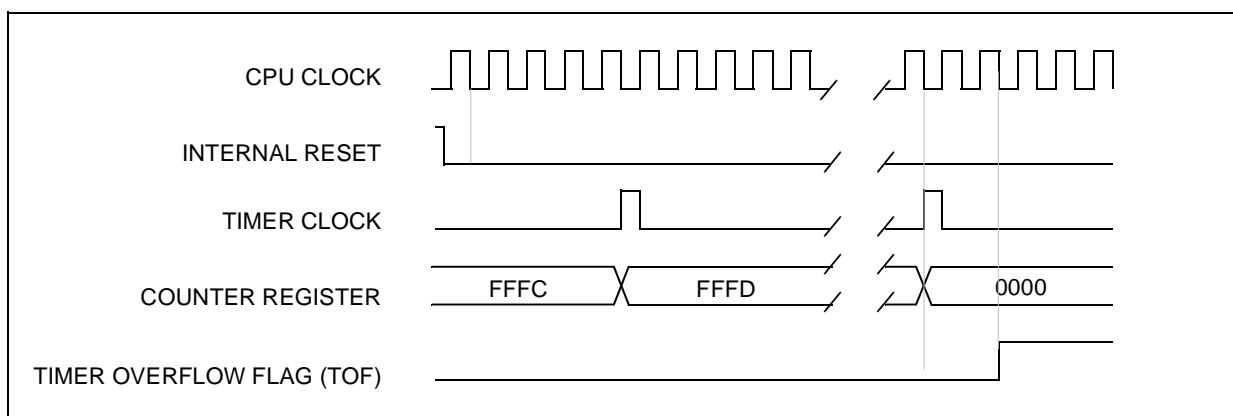 CPU CLOCK
INTERNAL RESET
TIMER CLOCK
COUNTER REGISTER FFFC FFFD 0000
TIMER OVERFLOW FLAG (TOF)